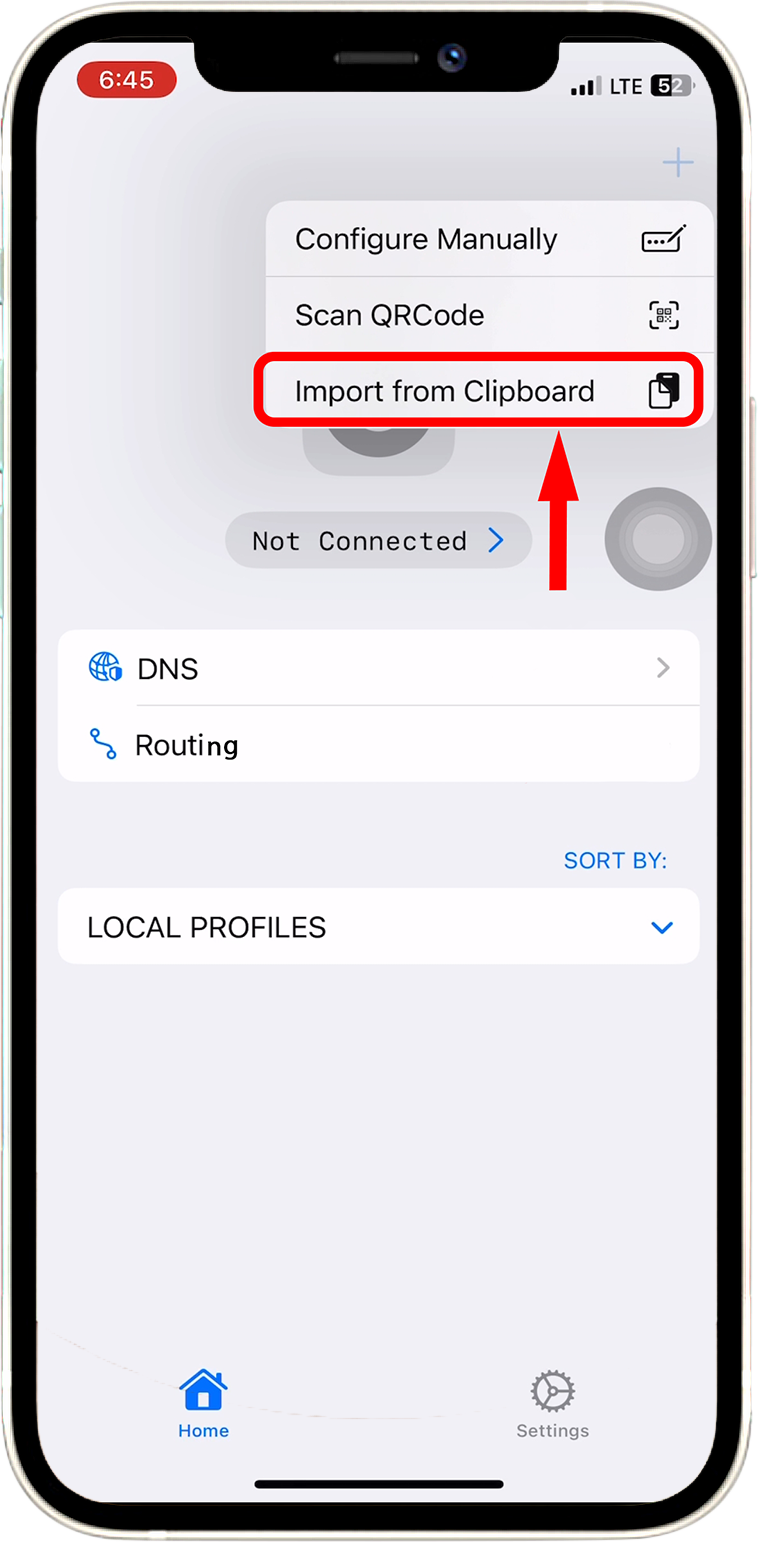 6:45
LTE 52
Configure Manually
Scan QRCode
Import from Clipboard
Not Connected
DNS
Routing
SORT BY:
LOCAL PROFILES
Home
Settings